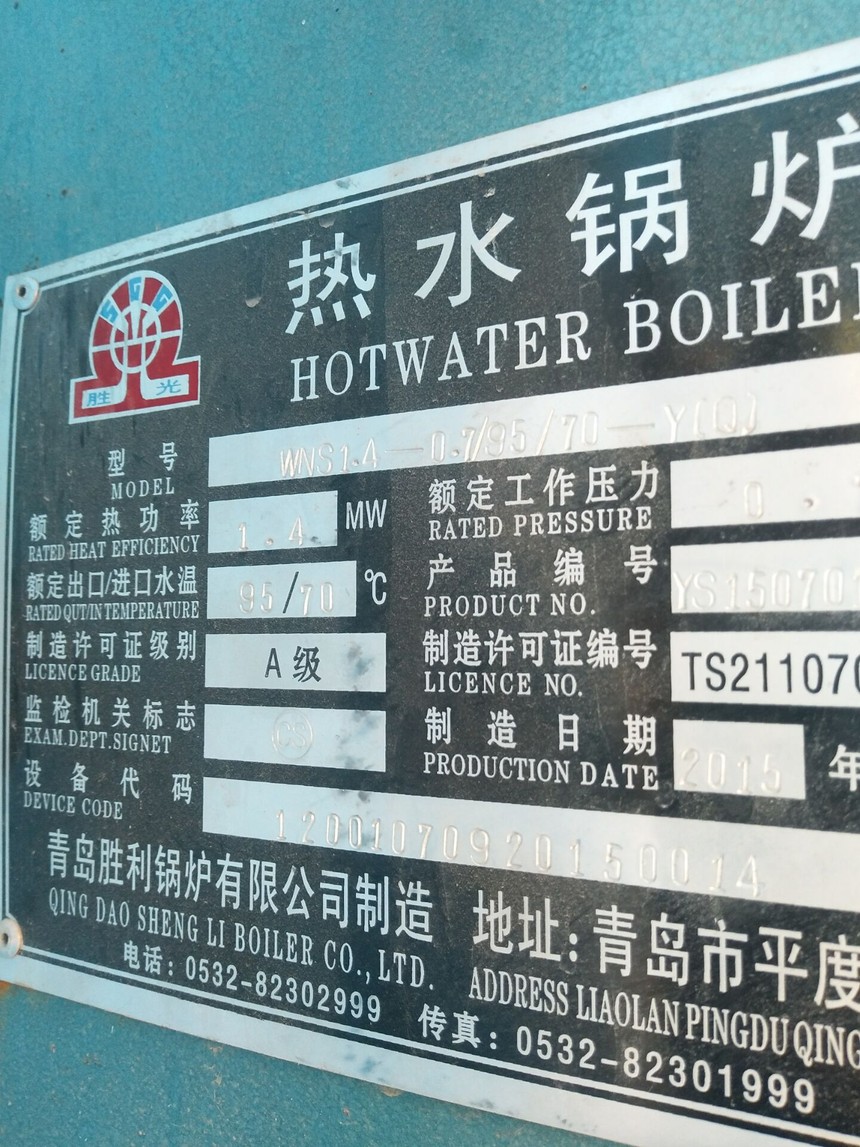 SGG
胜光
热水锅炉
HOTWATER BOILE
型号 WNS1.4-0.7/95/70-Y(Q)
MODEL
额定热功率 1.4 MW 额定工作压力 0.
RATED HEAT EFFICIENCY RATED PRESSURE
额定出口/进口水温 95/70 ℃ 产品编号 YS15070
RATED QUT/IN TEMPERATURE PRODUCT NO.
制造许可证级别 A级 制造许可证编号 TS211070
LICENCE GRADE LICENCE NO.
监检机关标志 CS 制造日期 2015 年
EXAM.DEPT.SIGNET PRODUCTION DATE
设备代码 12001070920150014
DEVICE CODE
青岛胜利锅炉有限公司制造 地址:青岛市平度
QING DAO SHENG LI BOILER CO.,LTD. ADDRESS LIAOLAN PINGDU QING
电话:0532-82302999 传真:0532-82301999